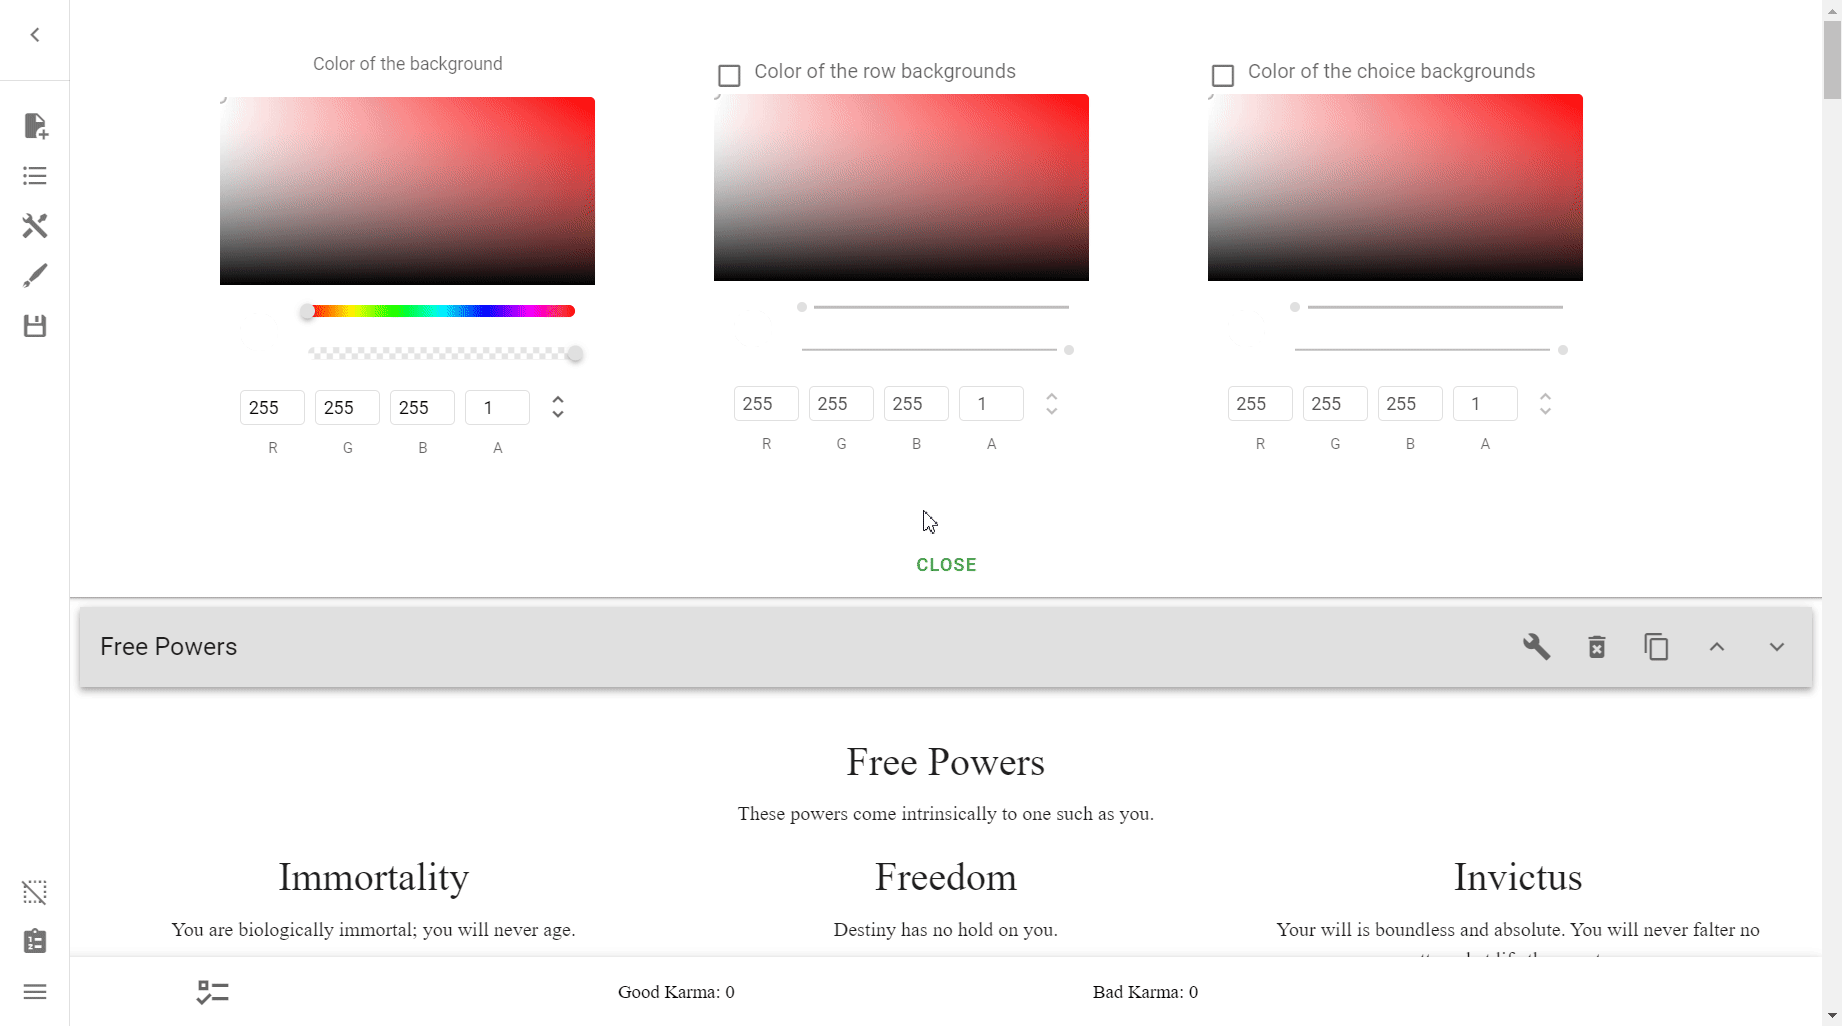 Color of the background
Color of the row backgrounds
Color of the choice backgrounds
255 255 255 1
R G B A
255 255 255 1
R G B A
255 255 255 1
R G B A
CLOSE
Free Powers
Free Powers
These powers come intrinsically to one such as you.
Immortality
You are biologically immortal; you will never age.
Freedom
Destiny has no hold on you.
Invictus
Your will is boundless and absolute. You will never falter no
Good Karma: 0
Bad Karma: 0